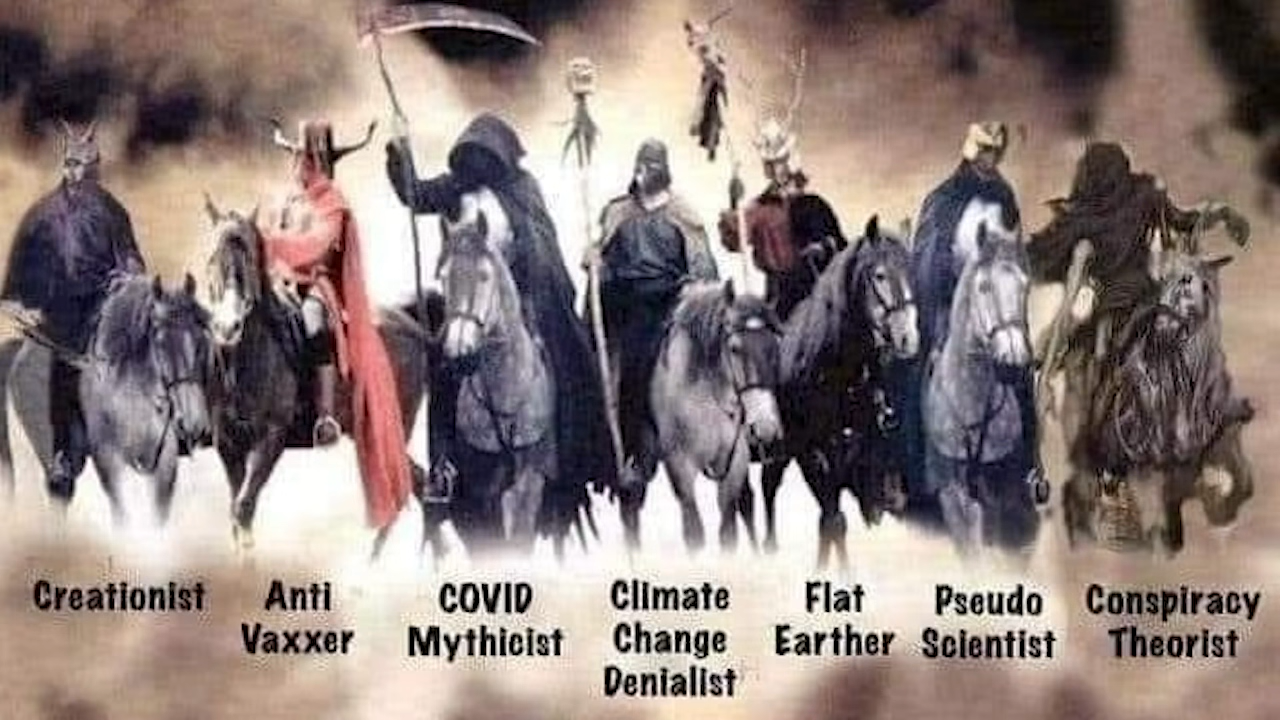 Creationist
Anti
Vaxxer
COVID
Mythicist
Climate
Change
Denialist
Flat
Earther
Pseudo
Scientist
Conspiracy
Theorist